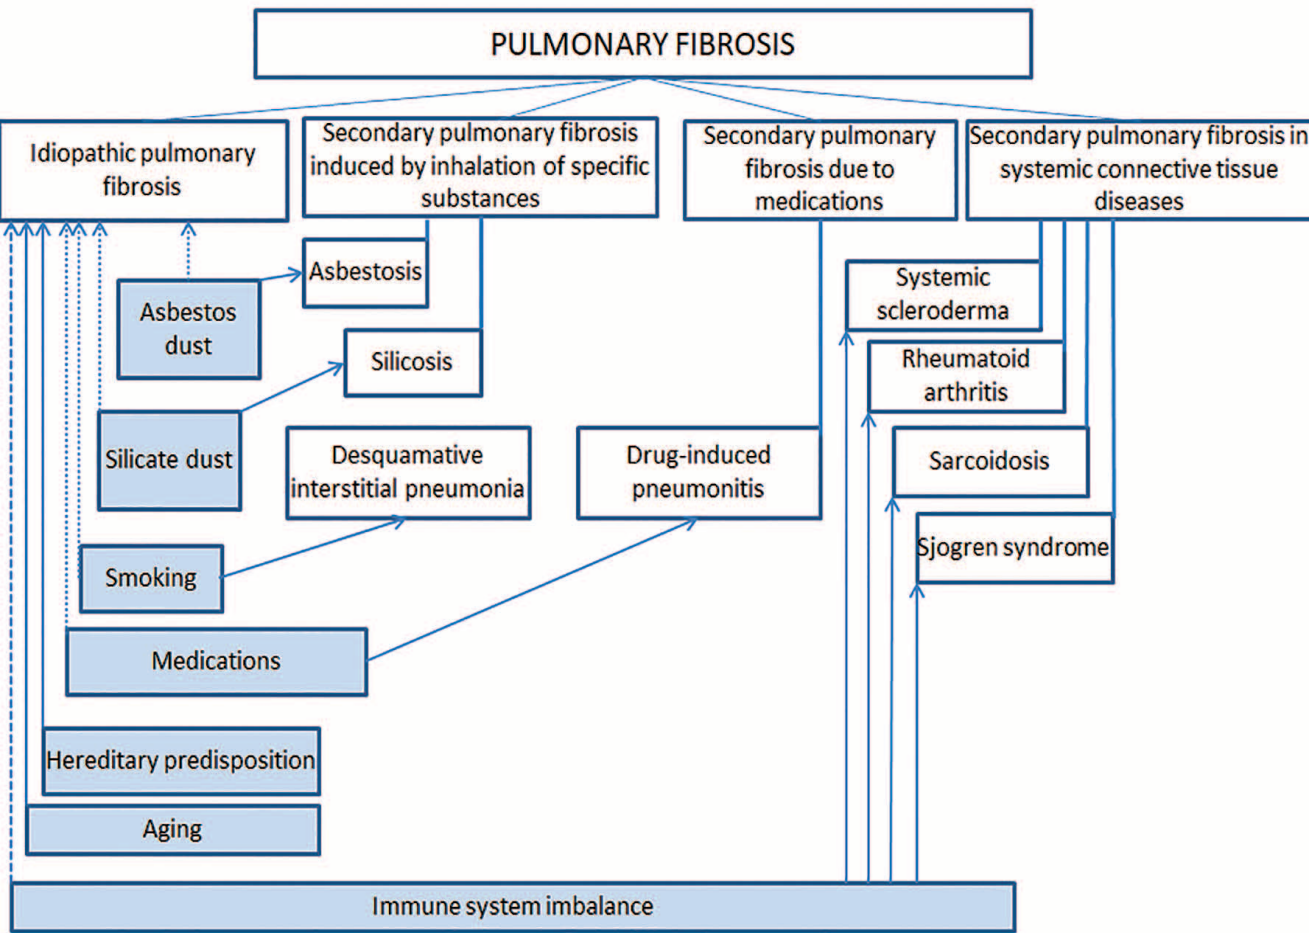 PULMONARY FIBROSIS
Idiopathic pulmonary
fibrosis
Secondary pulmonary fibrosis
induced by inhalation of specific
substances
Secondary pulmonary
fibrosis due to
medications
Secondary pulmonary fibrosis in
systemic connective tissue
diseases
Asbestosis
Asbestos
dust
Systemic
scleroderma
Silicosis
Rheumatoid
arthritis
Silicate dust
Desquamative
interstitial pneumonia
Drug-induced
pneumonitis
Sarcoidosis
Sjogren syndrome
Smoking
Medications
Hereditary predisposition
Aging
Immune system imbalance